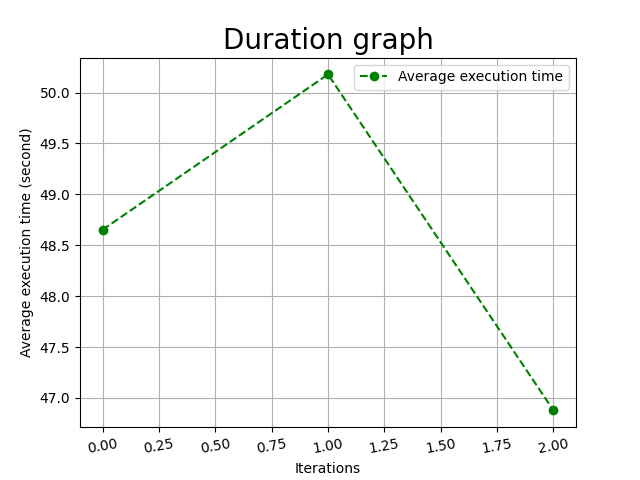 Duration graph
Average execution time
Average execution time (second)
50.0
49.5
49.0
48.5
48.0
47.5
47.0
0.00 0.25 0.50 0.75 1.00 1.25 1.50 1.75 2.00
Iterations